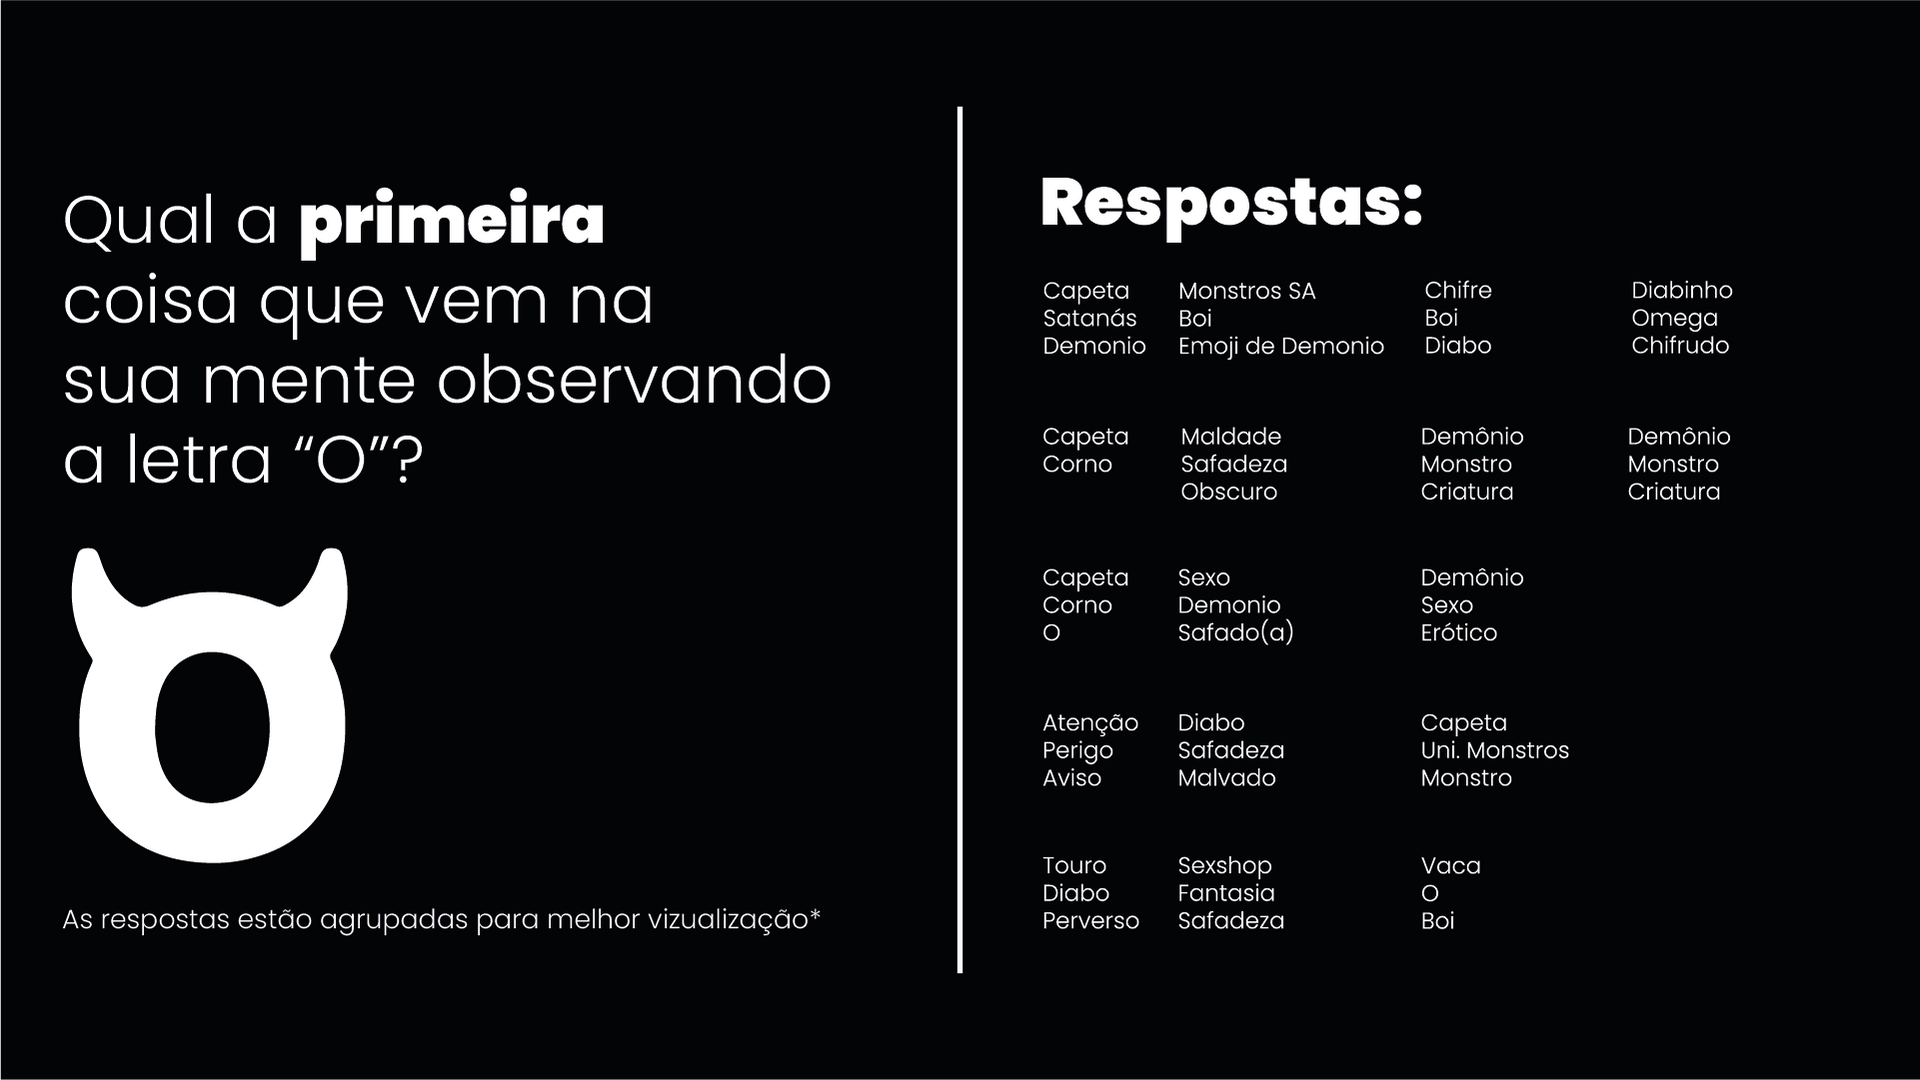 Qual a primeira
coisa que vem na
sua mente observando
a letra “O”?
O
As respostas estão agrupadas para melhor vizualização*
Respostas:
Capeta
Satanás
Demonio
Monstros SA
Boi
Emoji de Demonio
Chifre
Boi
Diabo
Diabinho
Omega
Chifrudo
Capeta
Corno
Maldade
Safadeza
Obscuro
Demônio
Monstro
Criatura
Demônio
Monstro
Criatura
Capeta
Corno
O
Sexo
Demonio
Safado(a)
Demônio
Sexo
Erótico
Atenção
Perigo
Aviso
Diabo
Safadeza
Malvado
Capeta
Uni. Monstros
Monstro
Touro
Diabo
Perverso
Sexshop
Fantasia
Safadeza
Vaca
O
Boi